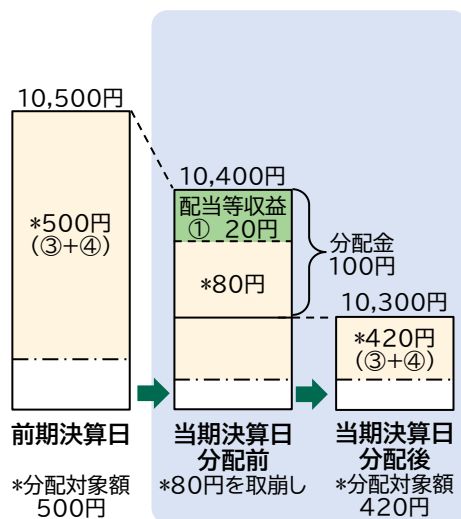 10,500円
*500円
(③+④)
10,400円
配当等収益
① 20円
*80円
分配金
100円
10,300円
*420円
(③+④)
前期決算日
*分配対象額
500円
当期決算日
分配前
*80円を取崩し
当期決算日
分配後
*分配対象額
420円